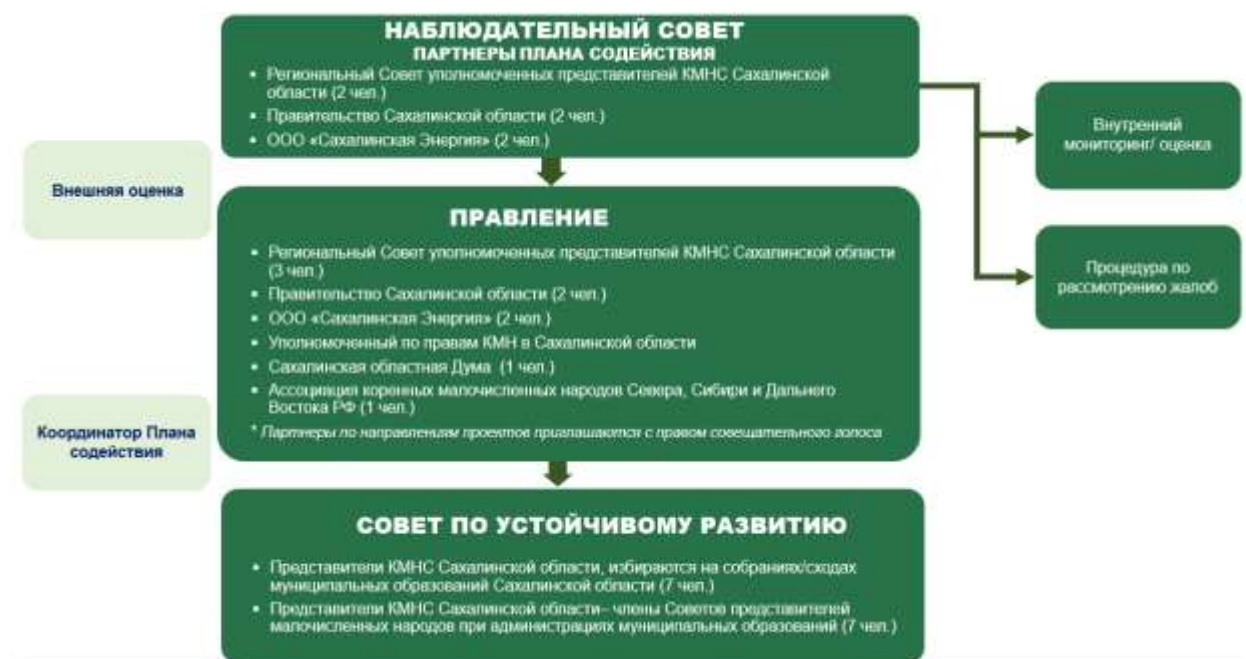 НАБЛЮДАТЕЛЬНЫЙ СОВЕТ
ПАРТНЕРЫ ПЛАНА СОДЕЙСТВИЯ
• Региональный Совет уполномоченных представителей КМНС Сахалинской
области (2 чел.)
• Правительство Сахалинской области (2 чел.)
• ООО «Сахалинская Энергия» (2 чел.)
Внутренний
мониторинг/ оценка
Внешняя оценка
ПРАВЛЕНИЕ
• Региональный Совет уполномоченных представителей КМНС Сахалинской области
(3 чел.)
• Правительство Сахалинской области (2 чел.)
• ООО «Сахалинская Энергия» (2 чел.)
• Уполномоченный по правам КМН в Сахалинской области
• Сахалинская областная Дума (1 чел.)
• Ассоциация коренных малочисленных народов Севера, Сибири и Дальнего
Востока РФ (1 чел.)
* Партнеры по направлениям проектов приглашаются с правом совещательного голоса
Процедура по
рассмотрению жалоб
Координатор Плана
содействия
СОВЕТ ПО УСТОЙЧИВОМУ РАЗВИТИЮ
• Представители КМНС Сахалинской области, избираются на собраниях/сходах
муниципальных образований Сахалинской области (7 чел.)
• Представители КМНС Сахалинской области– члены Советов представителей
малочисленных народов при администрациях муниципальных образований (7 чел.)